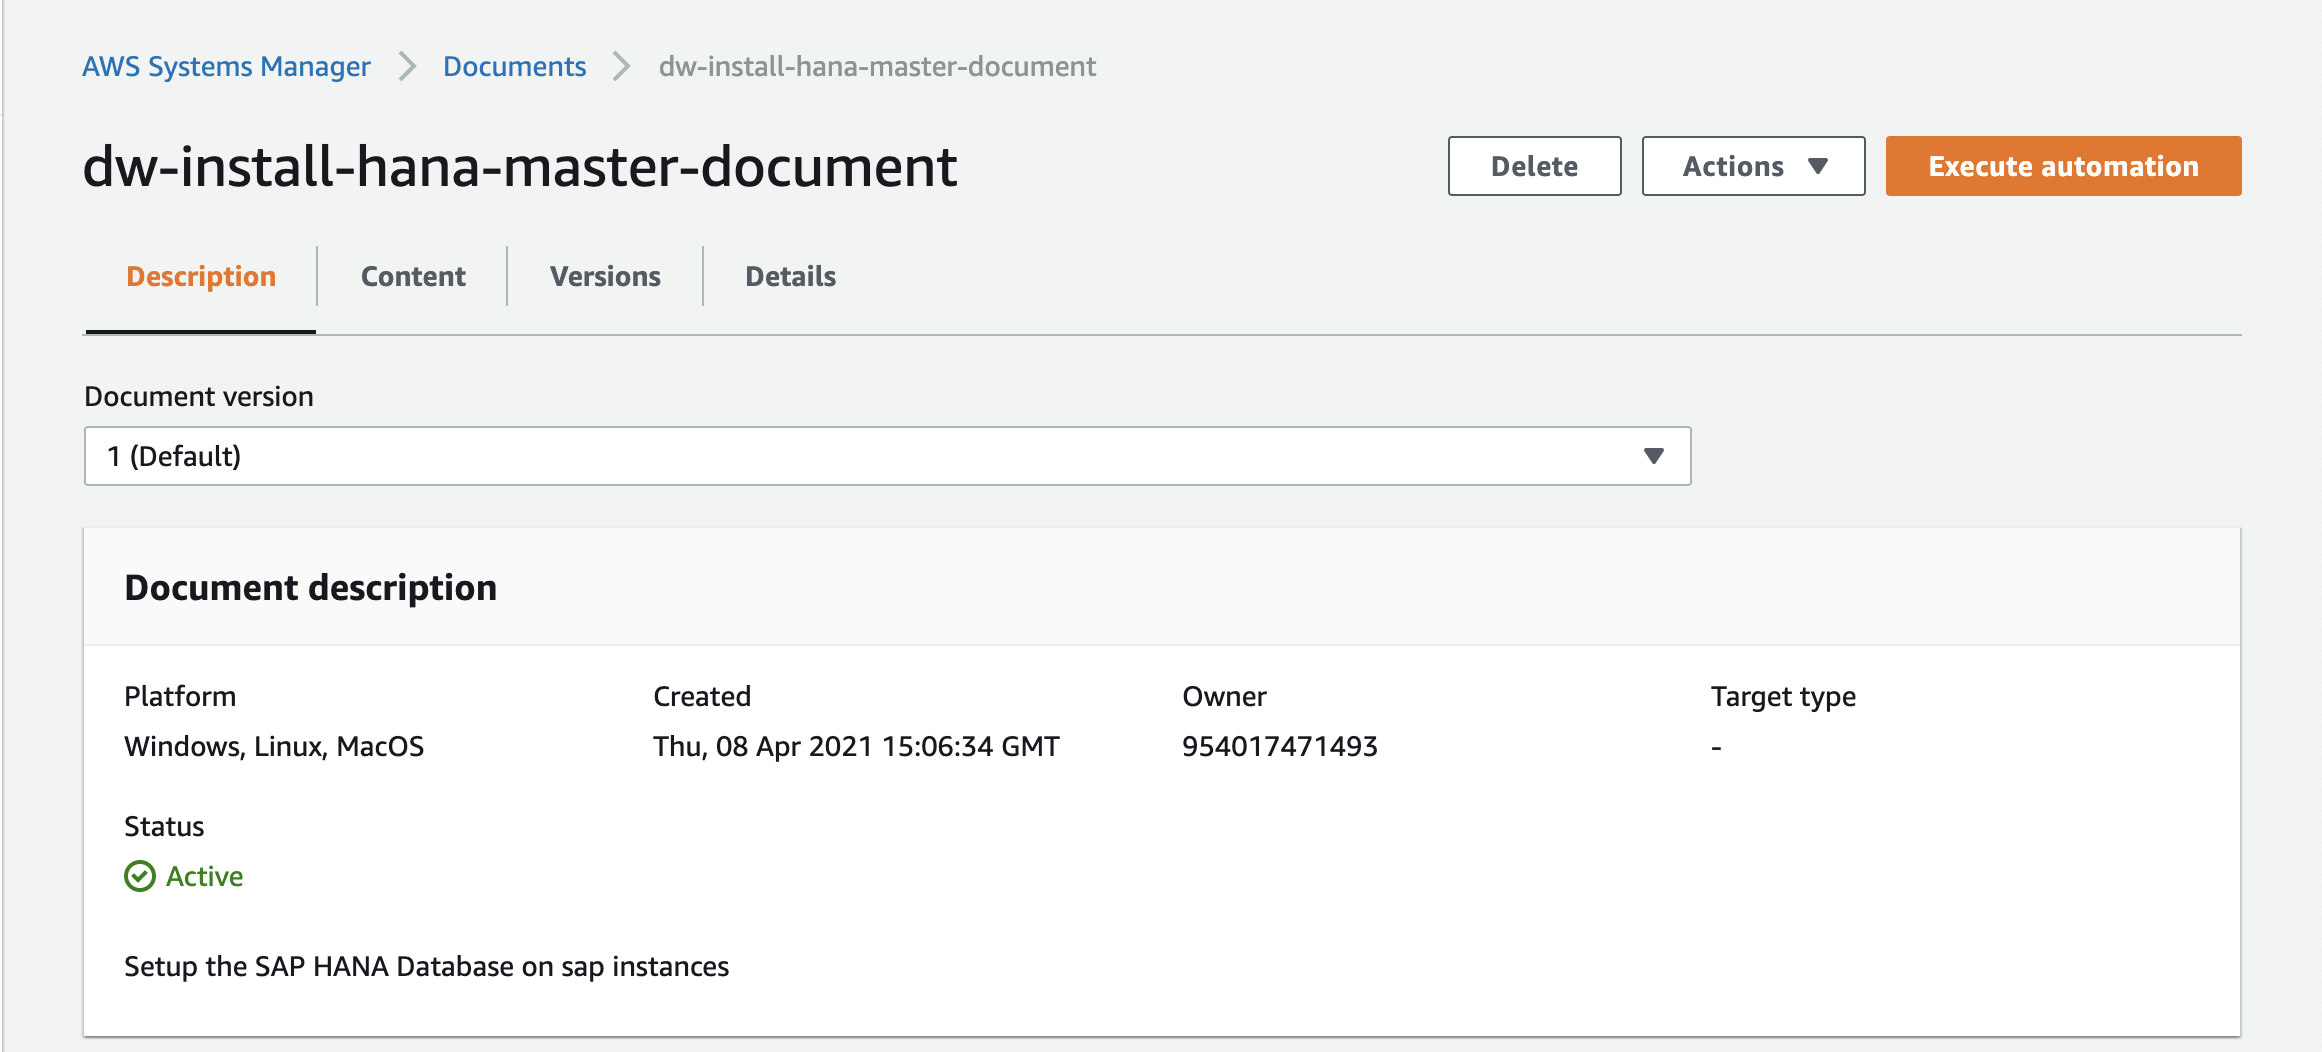 AWS Systems Manager > Documents > dw-install-hana-master-document
dw-install-hana-master-document
Delete
Actions
Execute automation
Description
Content
Versions
Details
Document version
1 (Default)
Document description
Platform
Windows, Linux, MacOS
Created
Thu, 08 Apr 2021 15:06:34 GMT
Owner
954017471493
Target type
-
Status
Active
Setup the SAP HANA Database on sap instances